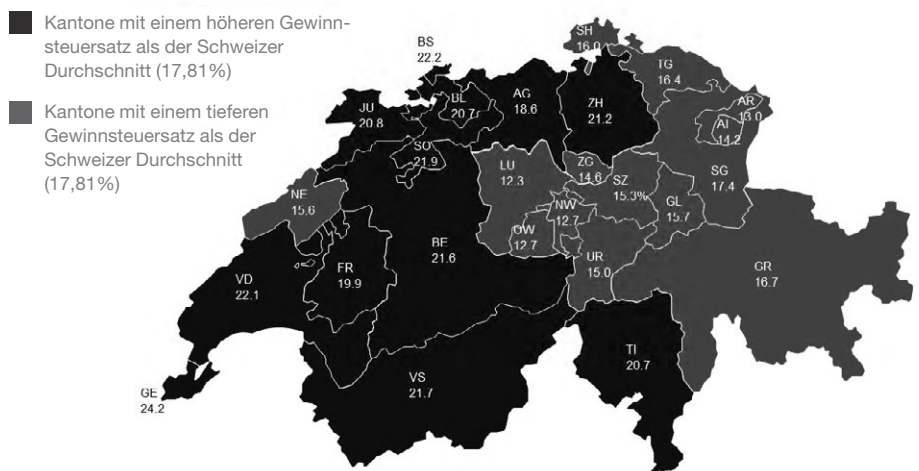 Kantone mit einem höheren Gewinn-
steuersatz als der Schweizer
Durchschnitt (17,81%)
Kantone mit einem tieferen
Gewinnsteuersatz als der
Schweizer Durchschnitt
(17,81%)
SH
16.0
BS
22.2
TG
16.4
AR
13.0
AI
14.2
JU
20.8
BL
20.7
AG
18.6
ZH
21.2
SO
21.9
LU
12.3
ZG
14.6
SZ
15.3%
SG
17.4
NE
15.6
NW
12.7
GL
15.7
OW
12.7
BE
21.6
UR
15.0
VD
22.1
FR
19.9
GR
16.7
TI
20.7
VS
21.7
GE
24.2